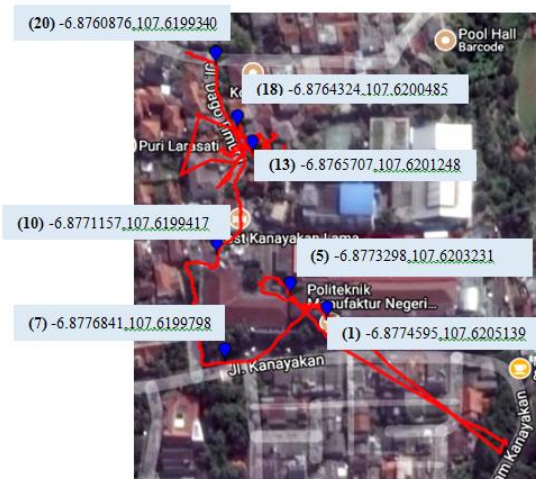 (20) -6.8760876,107.6199340
Pool Hall
Barcode
(18) -6.8764324,107.6200485
Puri Larasati
(13) -6.8765707,107.6201248
(10) -6.8771157,107.6199417
Kanayakan Lama
(5) -6.8773298,107.6203231
Politeknik
Negeri...
(7) -6.8776841,107.6199798
(1) -6.8774595,107.6205139
Jl. Kanayakan
Kanayakan